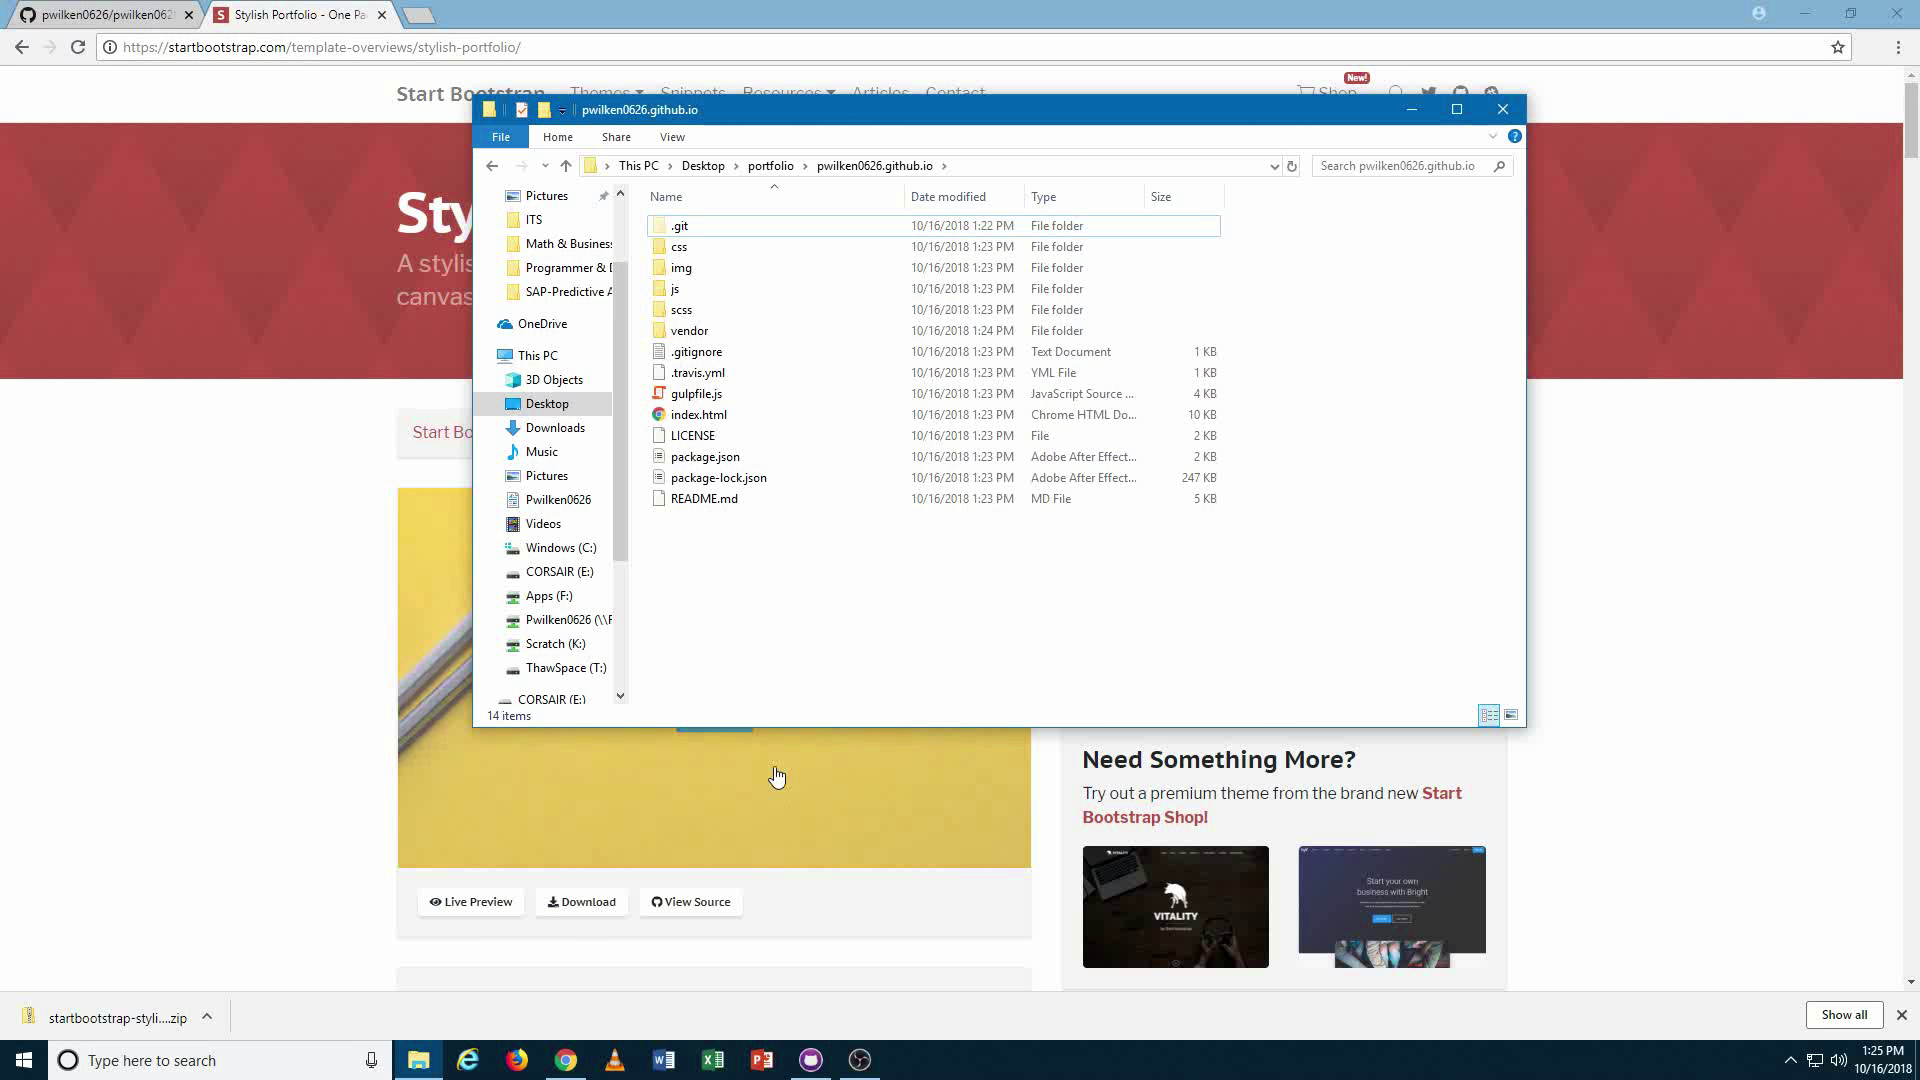 pwilken0626/pwilken062
Stylish Portfolio - One Pa
https://startbootstrap.com/template-overviews/stylish-portfolio/
New!
Start Bootstrap
Themes
Snippets
Resources
Articles
Contact
Shop
Sty
A stylis
canvas
Start Bo
pwilken0626.github.io
File
Home
Share
View
This PC
Desktop
portfolio
pwilken0626.github.io
Search pwilken0626.github.io
Pictures
ITS
Math & Busines
Programmer & D
SAP-Predictive A
OneDrive
This PC
3D Objects
Desktop
Downloads
Music
Pictures
Pwilken0626
Videos
Windows (C:)
CORSAIR (E:)
Apps (F:)
Pwilken0626 (\\F
Scratch (K:)
ThawSpace (T:)
CORSAIR (E:)
Name Date modified Type Size
.git 10/16/2018 1:22 PM File folder
css 10/16/2018 1:23 PM File folder
img 10/16/2018 1:23 PM File folder
js 10/16/2018 1:23 PM File folder
scss 10/16/2018 1:23 PM File folder
vendor 10/16/2018 1:24 PM File folder
.gitignore 10/16/2018 1:23 PM Text Document 1 KB
.travis.yml 10/16/2018 1:23 PM YML File 1 KB
gulpfile.js 10/16/2018 1:23 PM JavaScript Source ... 4 KB
index.html 10/16/2018 1:23 PM Chrome HTML Do... 10 KB
LICENSE 10/16/2018 1:23 PM File 2 KB
package.json 10/16/2018 1:23 PM Adobe After Effect... 2 KB
package-lock.json 10/16/2018 1:23 PM Adobe After Effect... 247 KB
README.md 10/16/2018 1:23 PM MD File 5 KB
14 items
Need Something More?
Try out a premium theme from the brand new Start
Bootstrap Shop!
VITALITY
Start your own
business with Bright
Live Preview
Download
View Source
startbootstrap-styli....zip
Show all
Type here to search
1:25 PM
10/16/2018